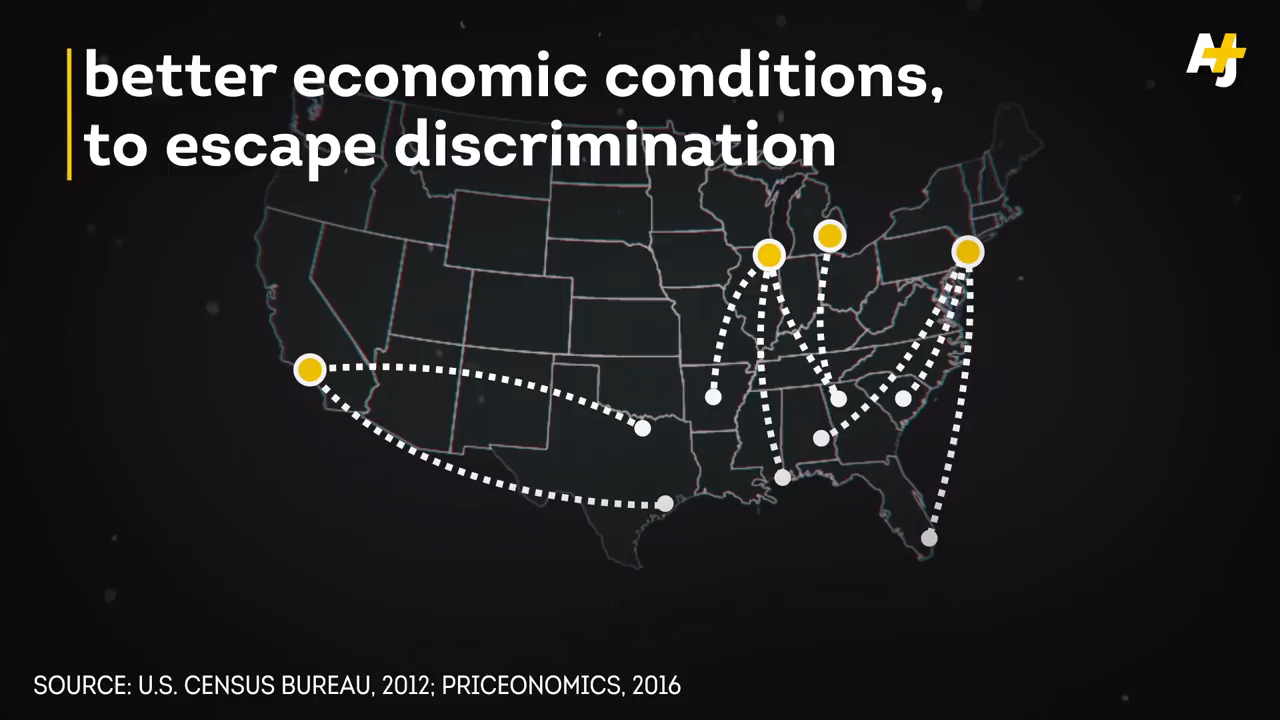 better economic conditions,
to escape discrimination
AJ+
SOURCE: U.S. CENSUS BUREAU, 2012; PRICEONOMICS, 2016